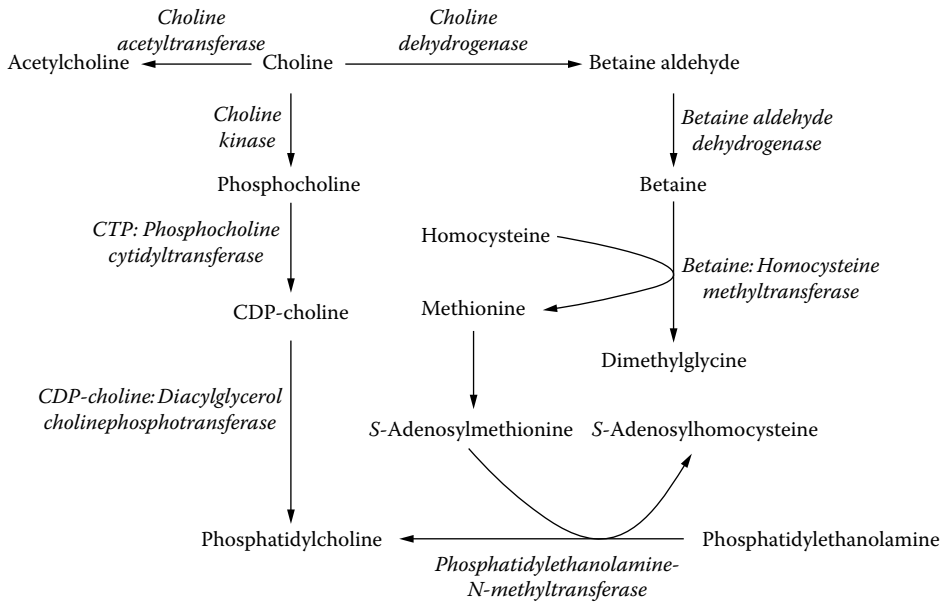 Choline
acetyltransferase
Choline
dehydrogenase
Acetylcholine
Choline
Betaine aldehyde
Choline
kinase
Betaine aldehyde
dehydrogenase
Phosphocholine
Betaine
CTP: Phosphocholine
cytidyltransferase
Homocysteine
Betaine: Homocysteine
methyltransferase
CDP-choline
Methionine
Dimethylglycine
CDP-choline: Diacylglycerol
cholinephosphotransferase
S-Adenosylmethionine
S-Adenosylhomocysteine
Phosphatidylcholine
Phosphatidylethanolamine
Phosphatidylethanolamine-
N-methyltransferase